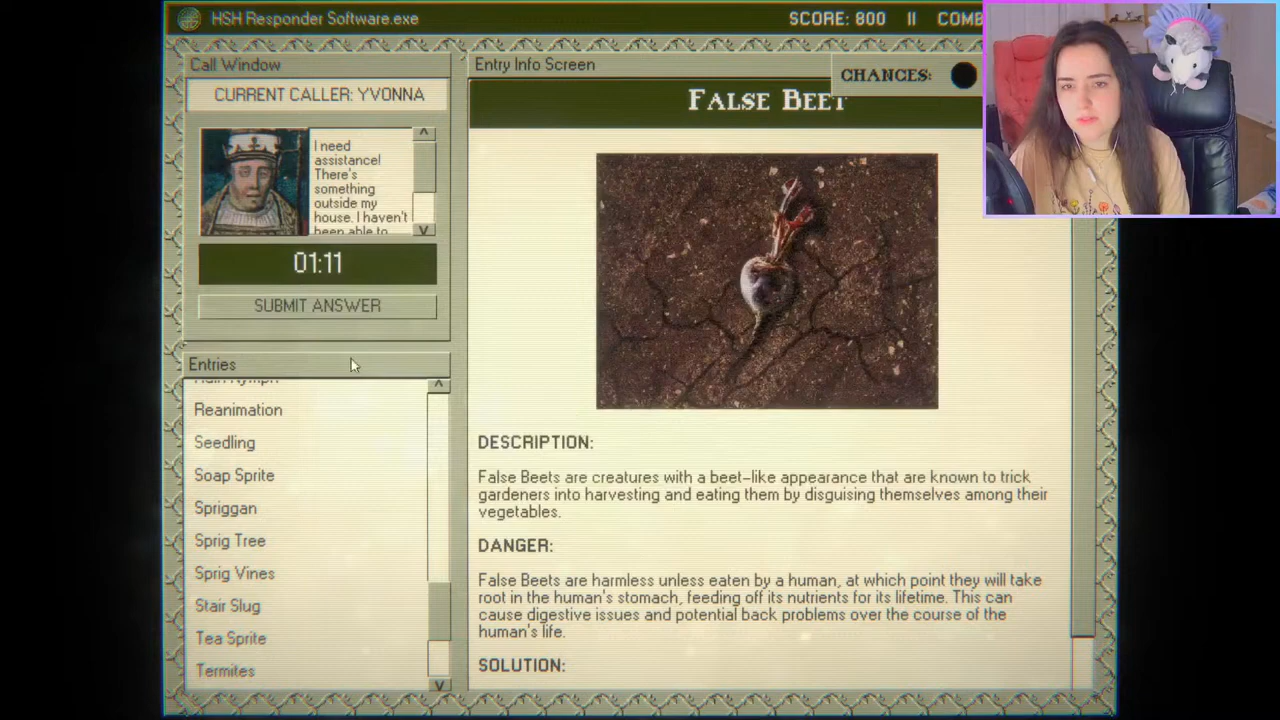 HSH Responder Software.exe
SCORE: 800 II COMB
Call Window
CURRENT CALLER: YVONNA
I need
assistance!
There's
something
outside my
house. I haven't
been able to
01:11
SUBMIT ANSWER
Entries
Reanimation
Seedling
Soap Sprite
Spriggan
Sprig Tree
Sprig Vines
Stair Slug
Tea Sprite
Termites
Entry Info Screen
CHANCES:
FALSE BEET
DESCRIPTION:
False Beets are creatures with a beet-like appearance that are known to trick
gardeners into harvesting and eating them by disguising themselves among their
vegetables.
DANGER:
False Beets are harmless unless eaten by a human, at which point they will take
root in the human's stomach, feeding off its nutrients for its lifetime. This can
cause digestive issues and potential back problems over the course of the
human's life.
SOLUTION: